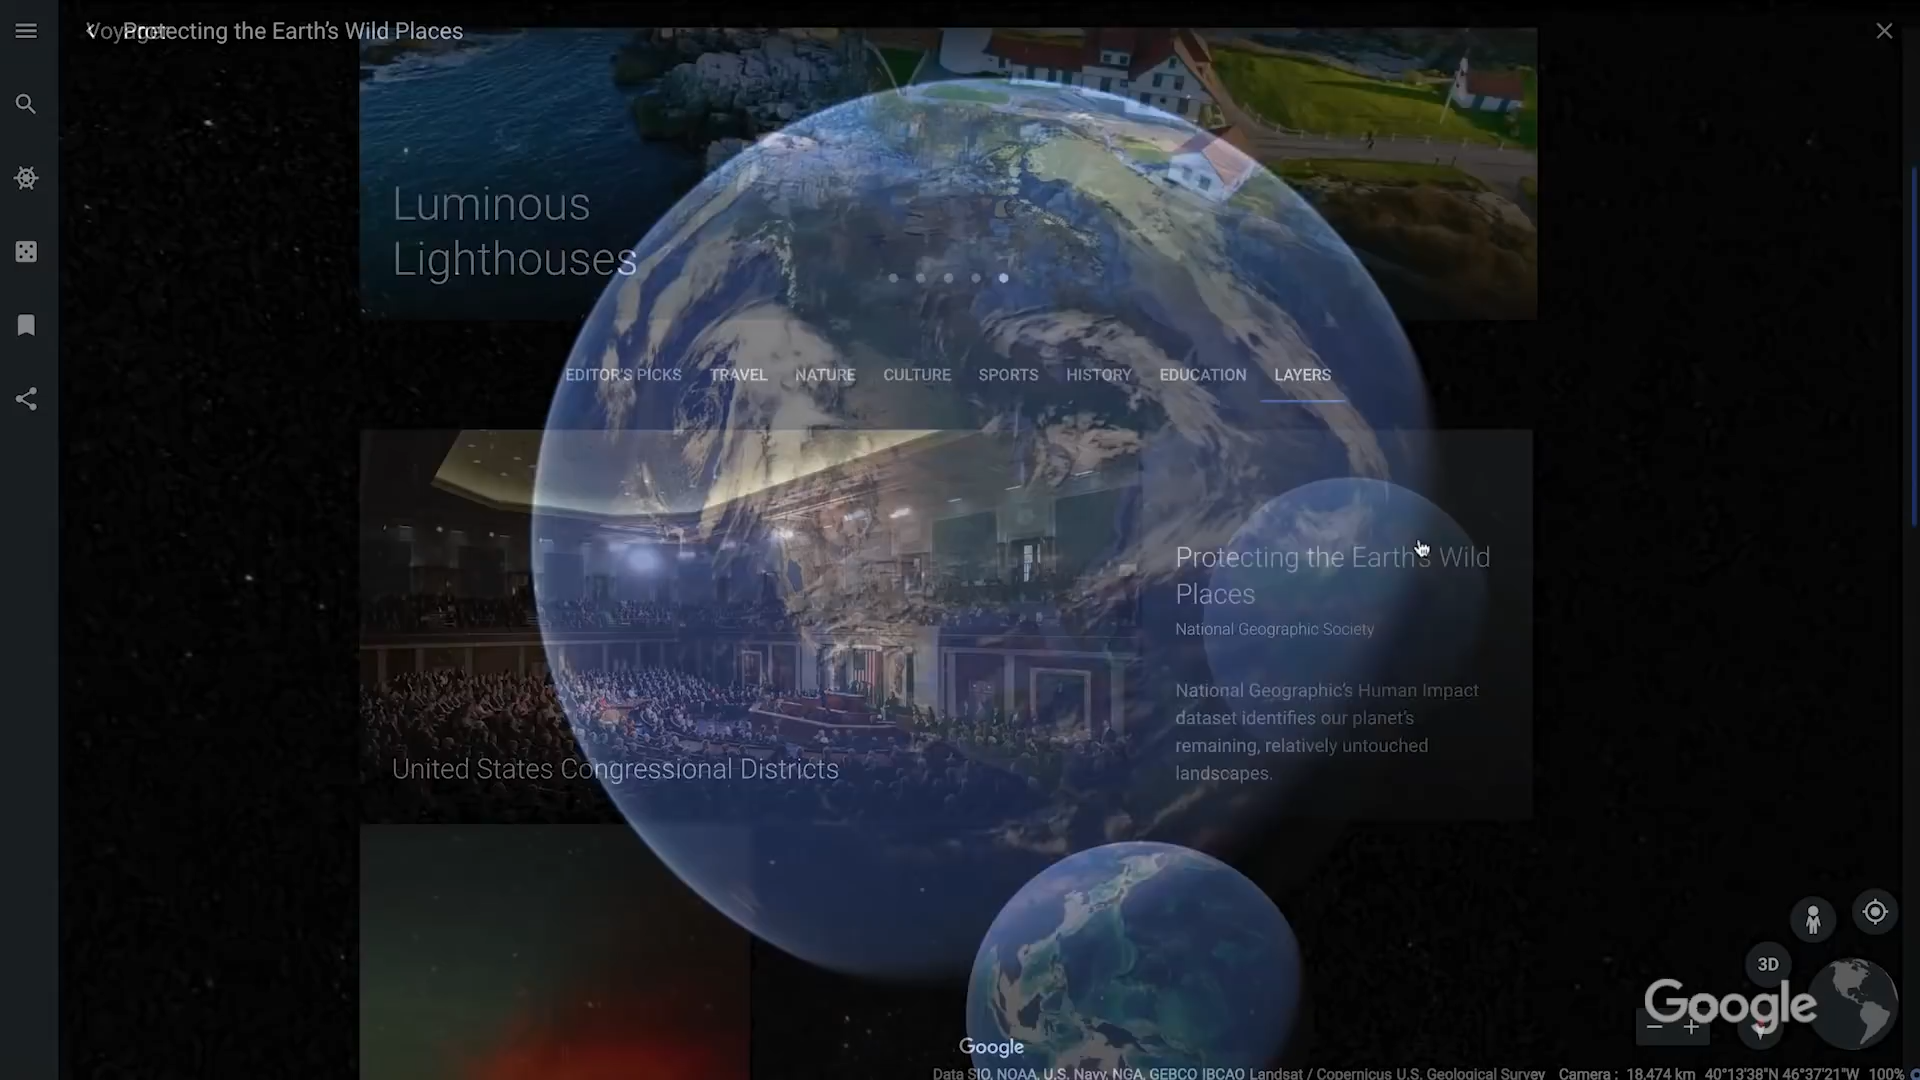 Voyager
Protecting the Earth's Wild Places
Luminous
Lighthouses
EDITOR'S PICKS
TRAVEL
NATURE
CULTURE
SPORTS
HISTORY
EDUCATION
LAYERS
Protecting the Earth's Wild
Places
National Geographic Society
National Geographic's Human Impact
dataset identifies our planet's
remaining, relatively untouched
landscapes.
United States Congressional Districts
3D
Google
Google
Data SIO, NOAA, U.S. Navy, NGA, GEBCO IBCAO Landsat / Copernicus U.S. Geological Survey Camera : 18,474 km 40°13'38"N 46°37'21"W 100%